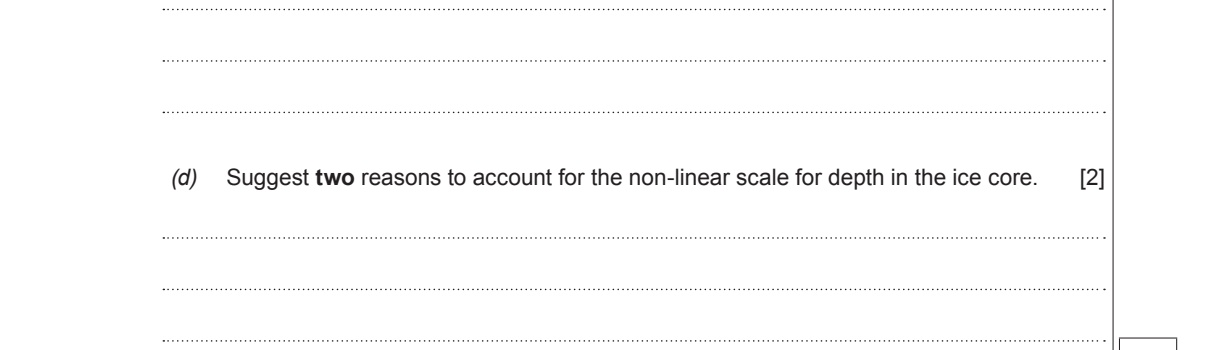 (d) Suggest two reasons to account for the non-linear scale for depth in the ice core. [2]